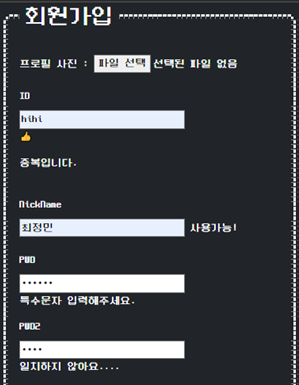 회원가입
프로필 사진 : 파일 선택 선택된 파일 없음
ID
hihi
👍
중복입니다.
NickName
최정민 사용가능!
PWD
••••••
특수문자 입력해주세요.
PWD2
••••
일치하지 않아요....